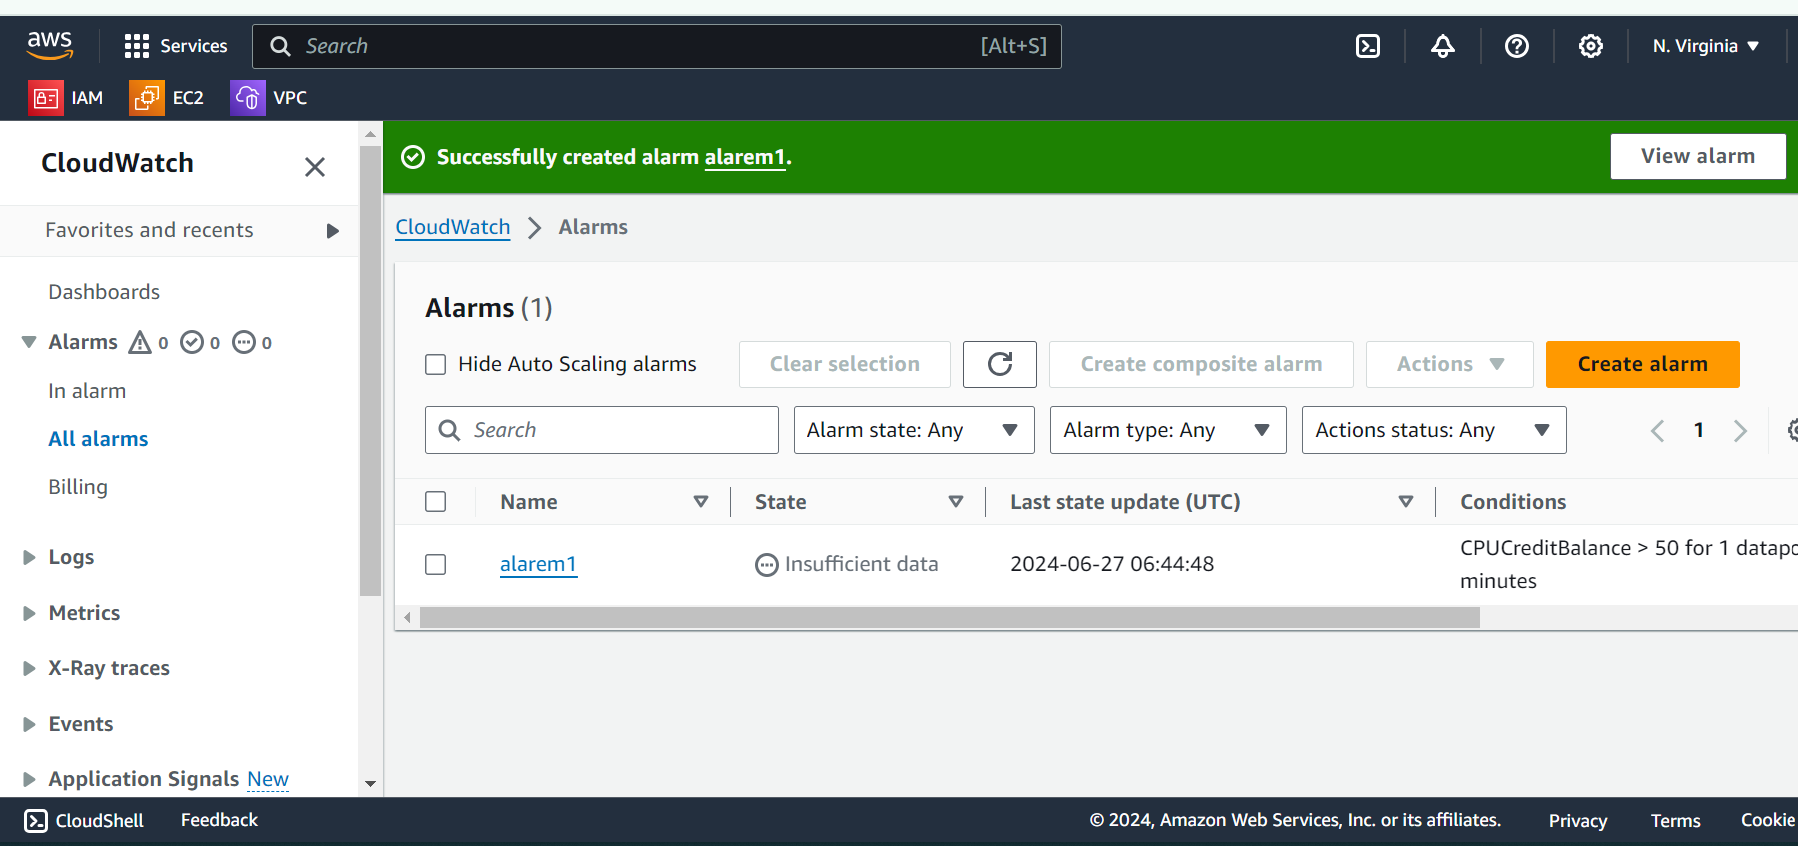 aws
Services
Search
[Alt+S]
N. Virginia
IAM
EC2
VPC
CloudWatch
Favorites and recents
Dashboards
Alarms 0 0 0
In alarm
All alarms
Billing
Logs
Metrics
X-Ray traces
Events
Application Signals New
Successfully created alarm alarem1.
View alarm
CloudWatch
Alarms
Alarms (1)
Hide Auto Scaling alarms
Clear selection
Create composite alarm
Actions
Create alarm
Search
Alarm state: Any
Alarm type: Any
Actions status: Any
1
Name
State
Last state update (UTC)
Conditions
alarem1
Insufficient data
2024-06-27 06:44:48
CPUCreditBalance > 50 for 1 datapo
minutes
CloudShell
Feedback
© 2024, Amazon Web Services, Inc. or its affiliates.
Privacy
Terms
Cookie